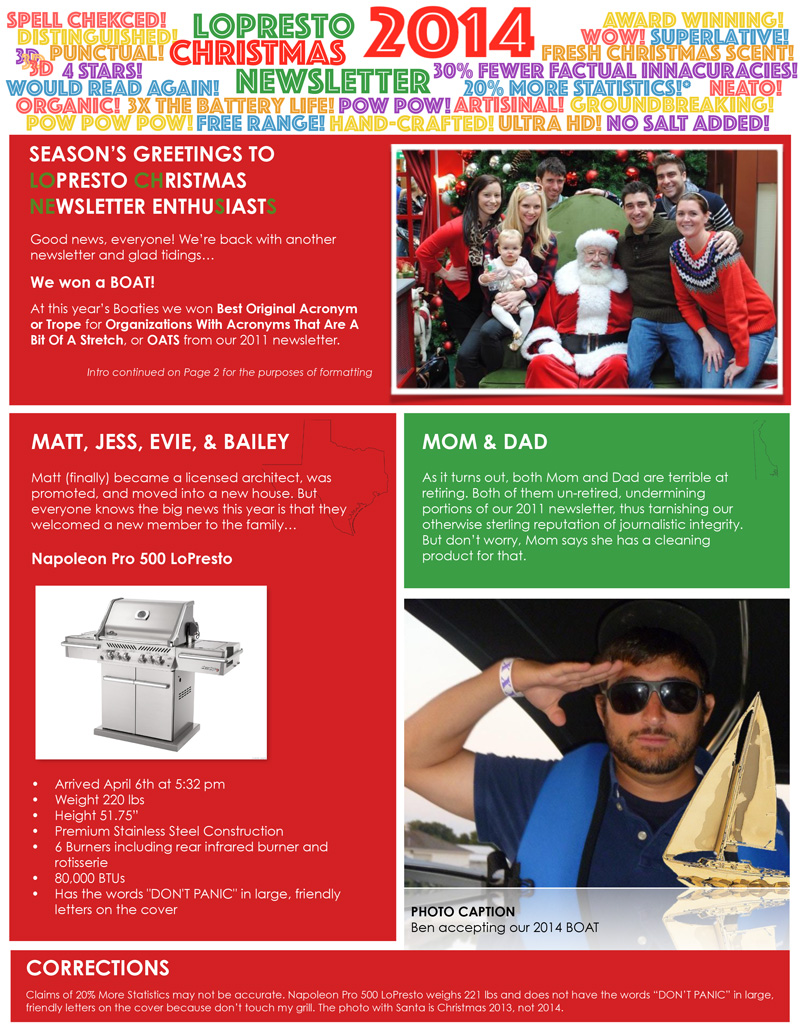 SPELL CHEKCED!
DISTINGUISHED!
3D PUNCTUAL!
3D 4 STARS!
WOULD READ AGAIN!
LOPRESTO
CHRISTMAS
NEWSLETTER
2014
AWARD WINNING!
WOW! SUPERLATIVE!
FRESH CHRISTMAS SCENT!
30% FEWER FACTUAL INNACURACIES!
20% MORE STATISTICS!* NEATO!
ORGANIC! 3X THE BATTERY LIFE! POW POW! ARTISINAL! GROUNDBREAKING!
POW POW POW! FREE RANGE! HAND-CRAFTED! ULTRA HD! NO SALT ADDED!
SEASON'S GREETINGS TO
LOPRESTO CHRISTMAS
NEWSLETTER ENTHUSIASTS
Good news, everyone! We're back with another
newsletter and glad tidings…
We won a BOAT!
At this year's Boaties we won Best Original Acronym
or Trope for Organizations With Acronyms That Are A
Bit Of A Stretch, or OATS from our 2011 newsletter.
Intro continued on Page 2 for the purposes of formatting
MATT, JESS, EVIE, & BAILEY
Matt (finally) became a licensed architect, was
promoted, and moved into a new house. But
everyone knows the big news this year is that they
welcomed a new member to the family…
Napoleon Pro 500 LoPresto
• Arrived April 6th at 5:32 pm
• Weight 220 lbs
• Height 51.75"
• Premium Stainless Steel Construction
• 6 Burners including rear infrared burner and
rotisserie
• 80,000 BTUs
• Has the words "DON'T PANIC" in large, friendly
letters on the cover
MOM & DAD
As it turns out, both Mom and Dad are terrible at
retiring. Both of them un-retired, undermining
portions of our 2011 newsletter, thus tarnishing our
otherwise sterling reputation of journalistic integrity.
But don't worry, Mom says she has a cleaning
product for that.
PHOTO CAPTION
Ben accepting our 2014 BOAT
CORRECTIONS
Claims of 20% More Statistics may not be accurate. Napoleon Pro 500 LoPresto weighs 221 lbs and does not have the words "DON'T PANIC" in large,
friendly letters on the cover because don't touch my grill. The photo with Santa is Christmas 2013, not 2014.